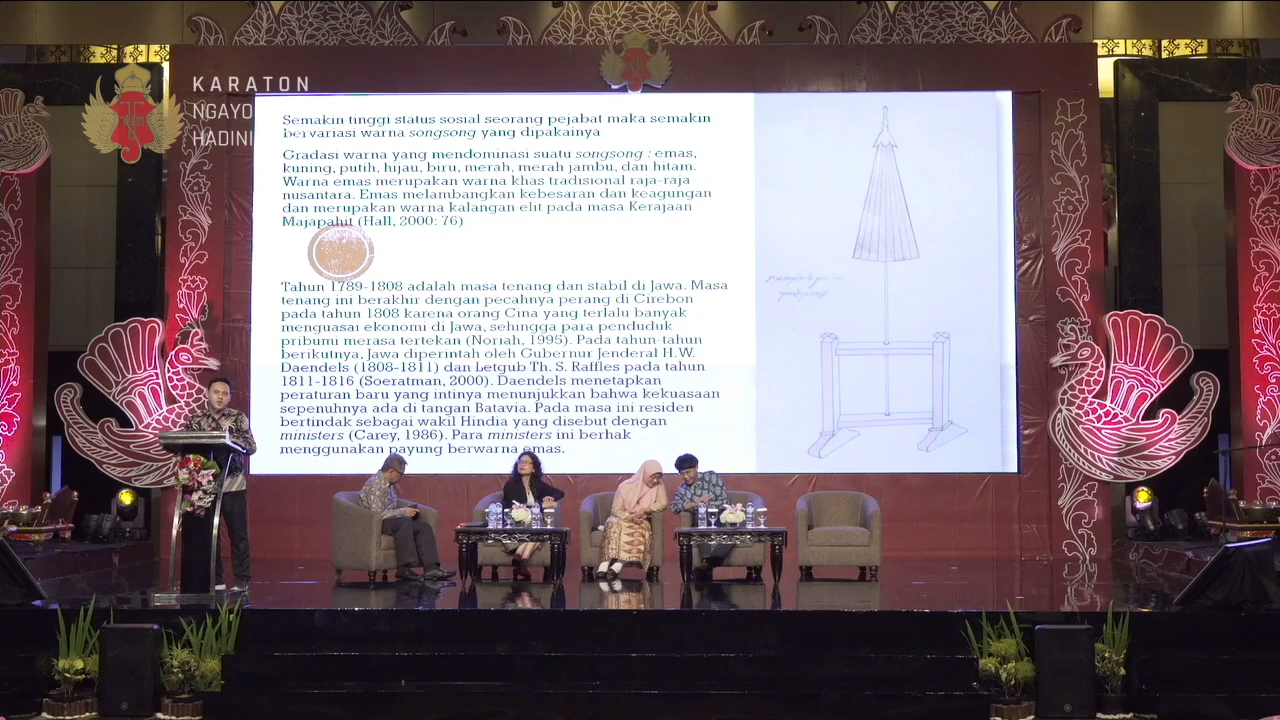 KARATON
NGAYO
HADINI
Semakin tinggi status sosial seorang pejabat maka semakin
bervariasi warna songsong yang dipakainya
Gradasi warna yang mendominasi suatu songsong : emas,
kuning, putih, hijau, biru, merah, merah jambu, dan hitam.
Warna emas merupakan warna khas tradisional raja-raja
nusantara. Emas melambangkan kebesaran dan keagungan
dan merupakan warna kalangan elit pada masa Kerajaan
Majapahit (Hall, 2000: 76)
Tahun 1789-1808 adalah masa tenang dan stabil di Jawa. Masa
tenang ini berakhir dengan pecahnya perang di Cirebon
pada tahun 1808 karena orang Cina yang terlalu banyak
menguasai ekonomi di Jawa, sehingga para penduduk
pribumi merasa tertekan (Noriah, 1995). Pada tahun-tahun
berikutnya, Jawa diperintah oleh Gubernur Jenderal H.W.
Daendels (1808-1811) dan Letgub Th. S. Raffles pada tahun
1811-1816 (Soeratman, 2000). Daendels menetapkan
peraturan baru yang intinya menunjukkan bahwa kekuasaan
sepenuhnya ada di tangan Batavia. Pada masa ini residen
bertindak sebagai wakil Hindia yang disebut dengan
ministers (Carey, 1986). Para ministers ini berhak
menggunakan payung berwarna emas.